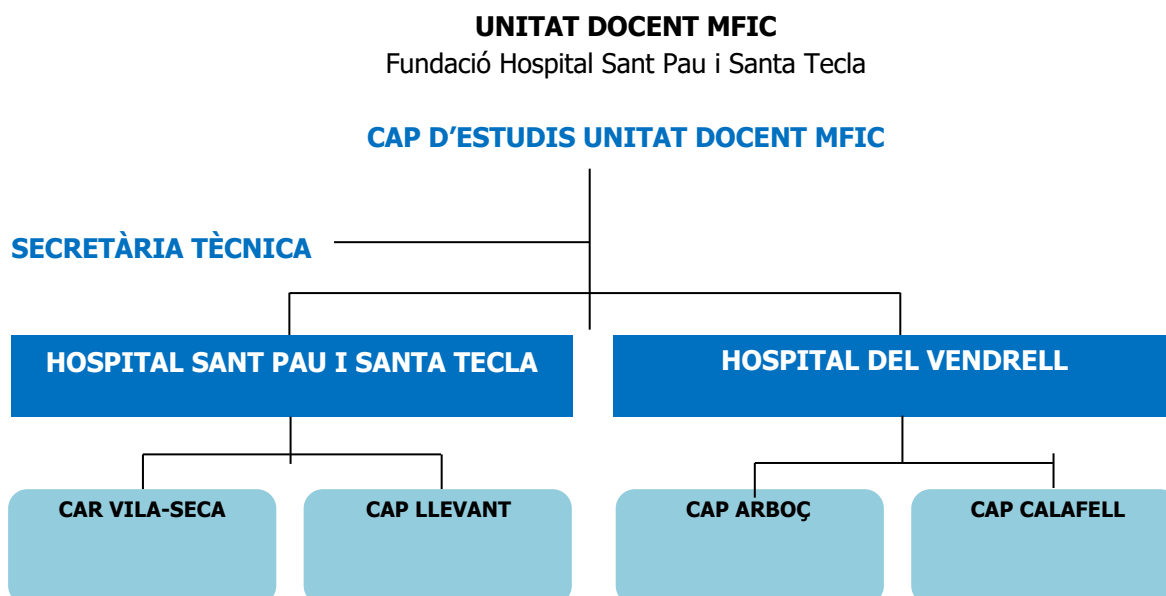 UNITAT DOCENT MFIC
Fundació Hospital Sant Pau i Santa Tecla
CAP D’ESTUDIS UNITAT DOCENT MFIC
SECRETÀRIA TÈCNICA
HOSPITAL SANT PAU I SANTA TECLA
HOSPITAL DEL VENDRELL
CAR VILA-SECA
CAP LLEVANT
CAP ARBOÇ
CAP CALAFELL